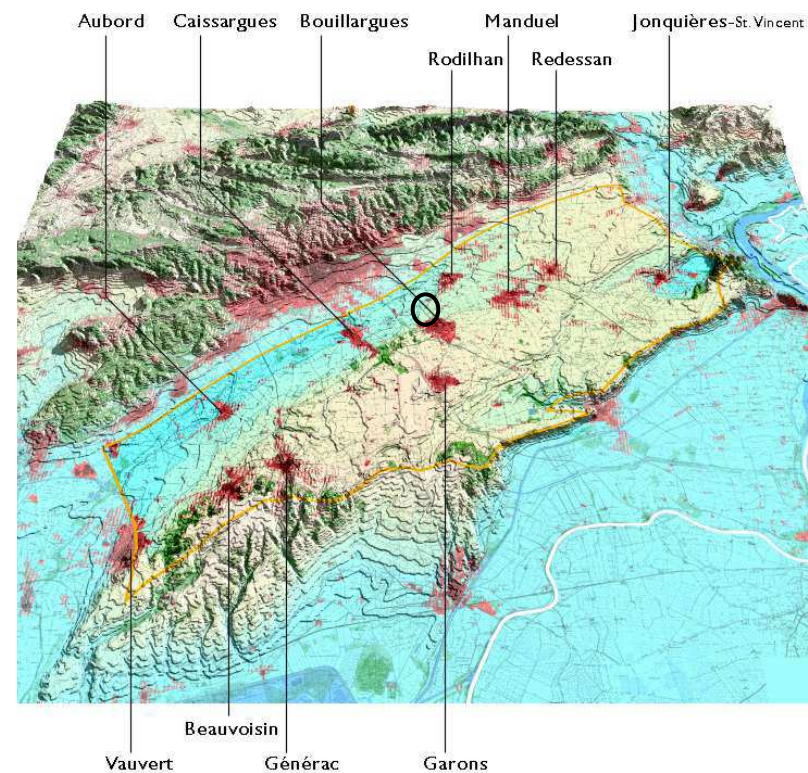 Aubord Caissargues Bouillargues Manduel Jonquières-St. Vincent
Rodilhan Redessan
Beauvoisin
Vauvert Générac Garons